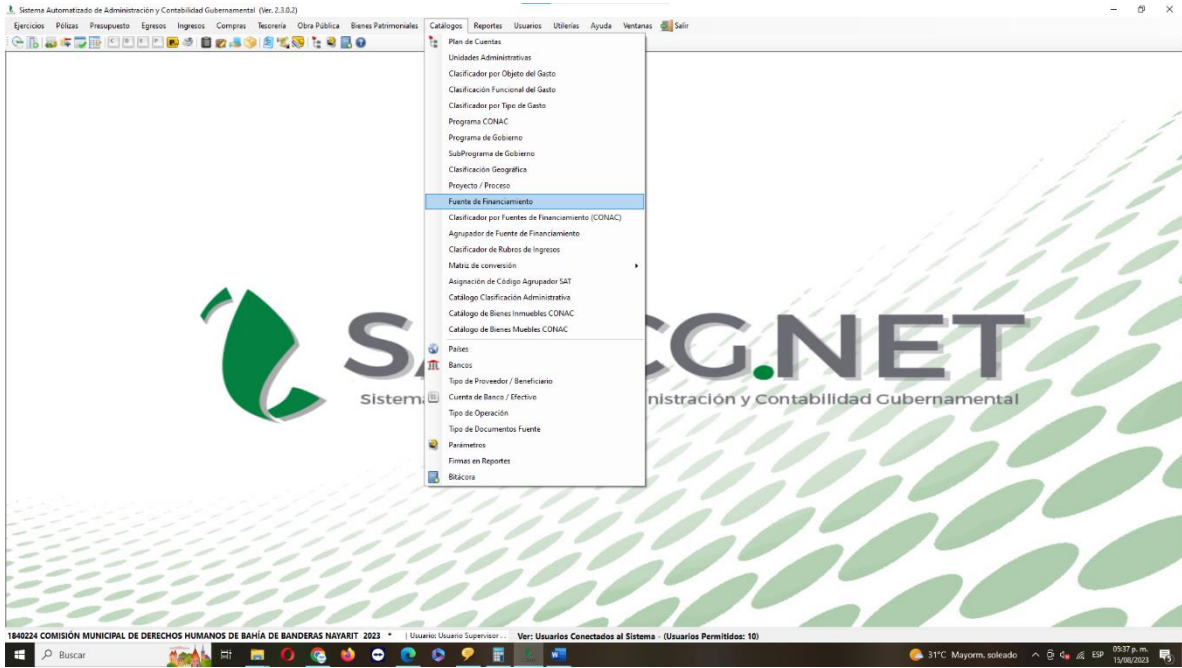 Sistema Automatizado de Administración y Contabilidad Gubernamental (Ver. 2.3.0.2)
Ejercicios Pólizas Presupuesto Egresos Ingresos Compras Tesorería Obra Pública Bienes Patrimoniales Catálogos Reportes Usuarios Utilerías Ayuda Ventanas Salir
Plan de Cuentas
Unidades Administrativas
Clasificador por Objeto del Gasto
Clasificación Funcional del Gasto
Clasificador por Tipo de Gasto
Programa CONAC
Programa de Gobierno
SubPrograma de Gobierno
Clasificación Geográfica
Proyecto / Proceso
Fuente de Financiamiento
Clasificador por Fuentes de Financiamiento (CONAC)
Agrupador de Fuente de Financiamiento
Clasificador de Rubros de Ingresos
Matriz de conversión
Asignación de Código Agrupador SAT
Catálogo Clasificación Administrativa
Catálogo de Bienes Inmuebles CONAC
Catálogo de Bienes Muebles CONAC
Países
Bancos
Tipo de Proveedor / Beneficiario
Cuenta de Banco / Efectivo
Tipo de Operación
Tipo de Documentos Fuente
Parámetros
Firmas en Reportes
Bitácora
S CG.NET
Sistema nistración y Contabilidad Gubernamental
1840224 COMISIÓN MUNICIPAL DE DERECHOS HUMANOS DE BAHÍA DE BANDERAS NAYARIT 2023 * | Usuario: Usuario Supervisor . . Ver: Usuarios Conectados al Sistema - (Usuarios Permitidos: 10)
Buscar 31°C Mayorm. soleado ESP 05:37 p. m.
15/08/2023